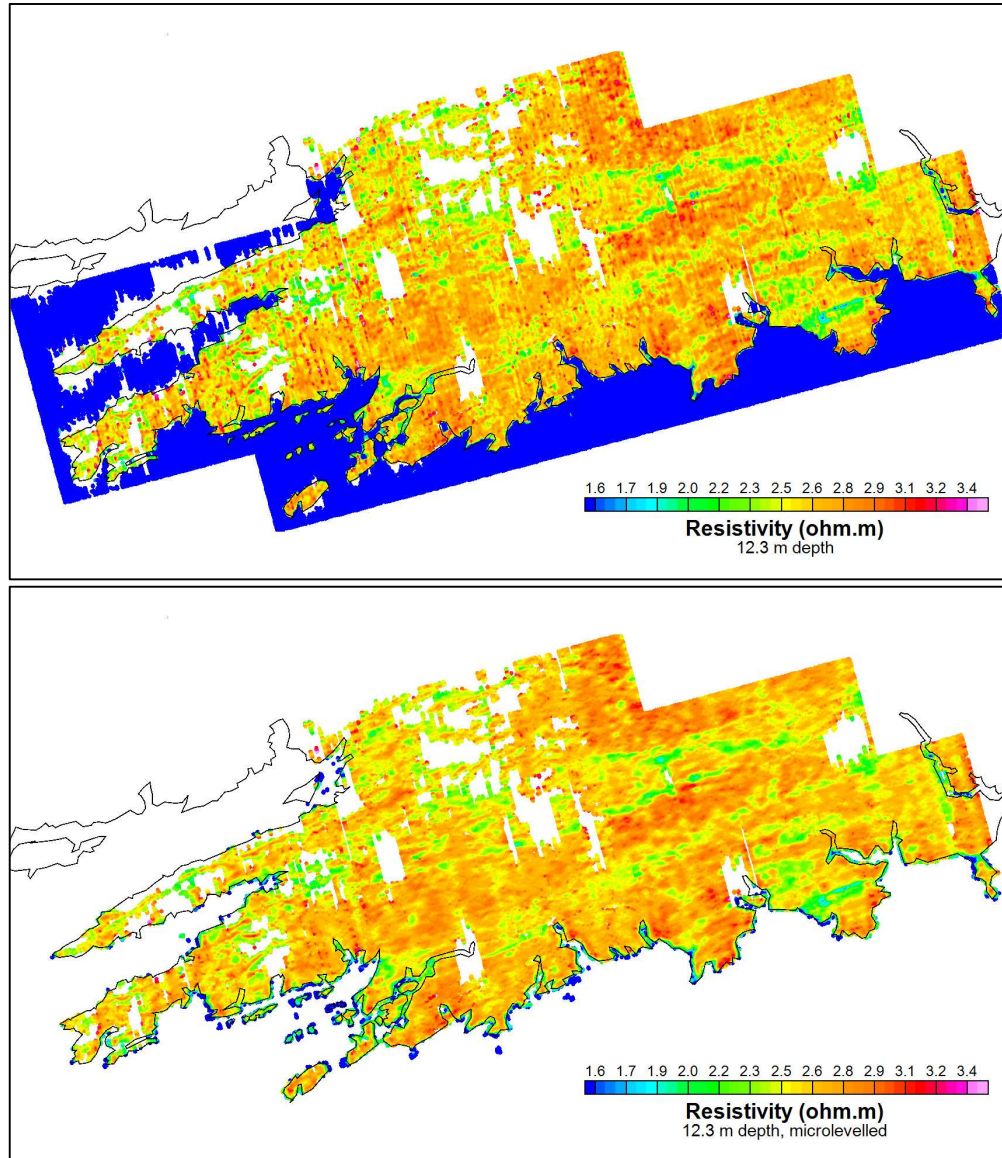 1.6 1.7 1.9 2.0 2.2 2.3 2.5 2.6 2.8 2.9 3.1 3.2 3.4
Resistivity (ohm.m)
12.3 m depth
1.6 1.7 1.9 2.0 2.2 2.3 2.5 2.6 2.8 2.9 3.1 3.2 3.4
Resistivity (ohm.m)
12.3 m depth, microlevelled